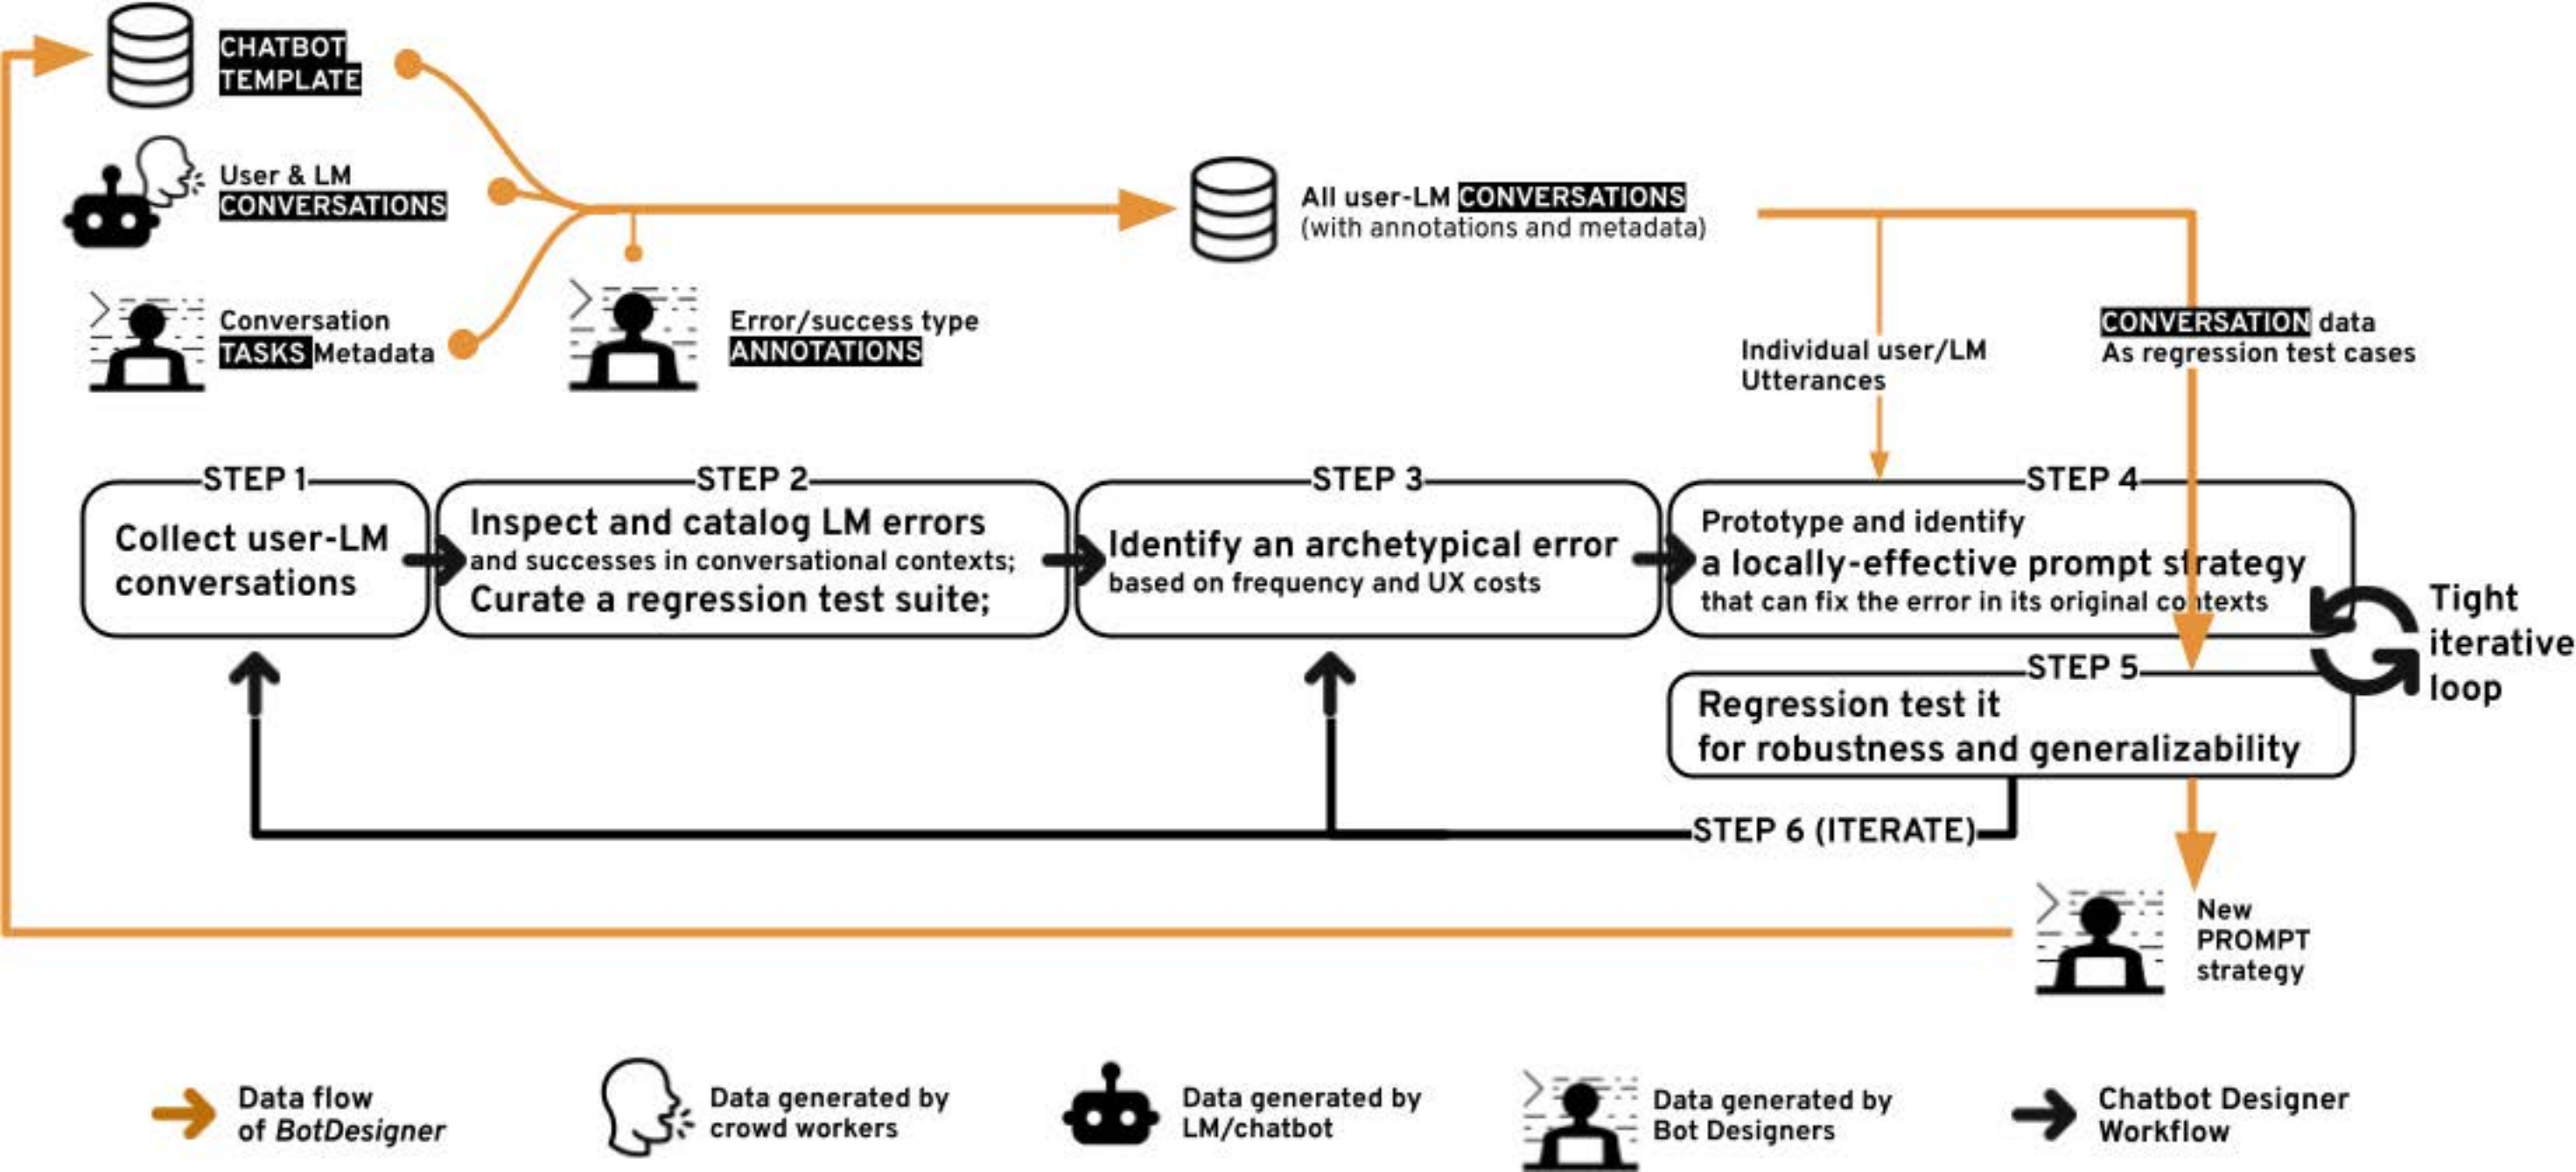 CHATBOT
TEMPLATE
User & LM
CONVERSATIONS
Conversation
TASKS Metadata
Error/success type
ANNOTATIONS
All user-LM CONVERSATIONS
(with annotations and metadata)
Individual user/LM
Utterances
CONVERSATION data
As regression test cases
STEP 1
Collect user-LM
conversations
STEP 2
Inspect and catalog LM errors
and successes in conversational contexts;
Curate a regression test suite;
STEP 3
Identify an archetypical error
based on frequency and UX costs
STEP 4
Prototype and identify
a locally-effective prompt strategy
that can fix the error in its original contexts
Tight
iterative
loop
STEP 5
Regression test it
for robustness and generalizability
STEP 6 (ITERATE)
New
PROMPT
strategy
Data flow
of BotDesigner
Data generated by
crowd workers
Data generated by
LM/chatbot
Data generated by
Bot Designers
Chatbot Designer
Workflow